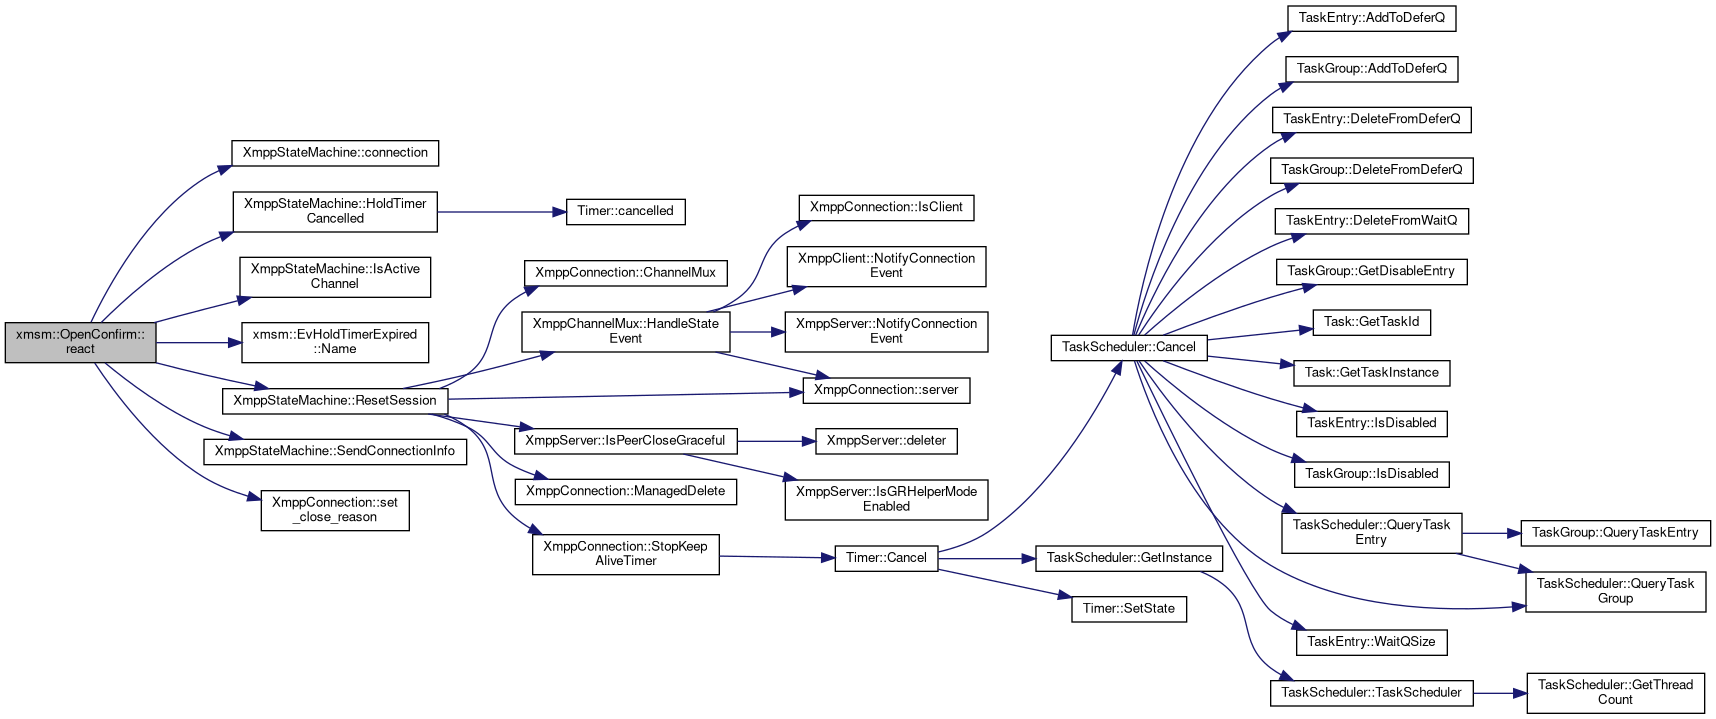 xmsm::OpenConfirm::
react
XmppStateMachine::connection
XmppStateMachine::HoldTimer
Cancelled
XmppStateMachine::IsActive
Channel
xmsm::EvHoldTimerExpired
::Name
XmppStateMachine::ResetSession
XmppStateMachine::SendConnectionInfo
XmppConnection::set
_close_reason
Timer::cancelled
XmppConnection::ChannelMux
XmppChannelMux::HandleState
Event
XmppServer::IsPeerCloseGraceful
XmppConnection::ManagedDelete
XmppConnection::StopKeep
AliveTimer
XmppConnection::IsClient
XmppClient::NotifyConnection
Event
XmppServer::NotifyConnection
Event
XmppConnection::server
XmppServer::deleter
XmppServer::IsGRHelperMode
Enabled
Timer::Cancel
TaskScheduler::Cancel
TaskScheduler::GetInstance
Timer::SetState
TaskEntry::AddToDeferQ
TaskGroup::AddToDeferQ
TaskEntry::DeleteFromDeferQ
TaskGroup::DeleteFromDeferQ
TaskEntry::DeleteFromWaitQ
TaskGroup::GetDisableEntry
Task::GetTaskId
Task::GetTaskInstance
TaskEntry::IsDisabled
TaskGroup::IsDisabled
TaskScheduler::QueryTask
Entry
TaskEntry::WaitQSize
TaskScheduler::TaskScheduler
TaskGroup::QueryTaskEntry
TaskScheduler::QueryTask
Group
TaskScheduler::GetThread
Count